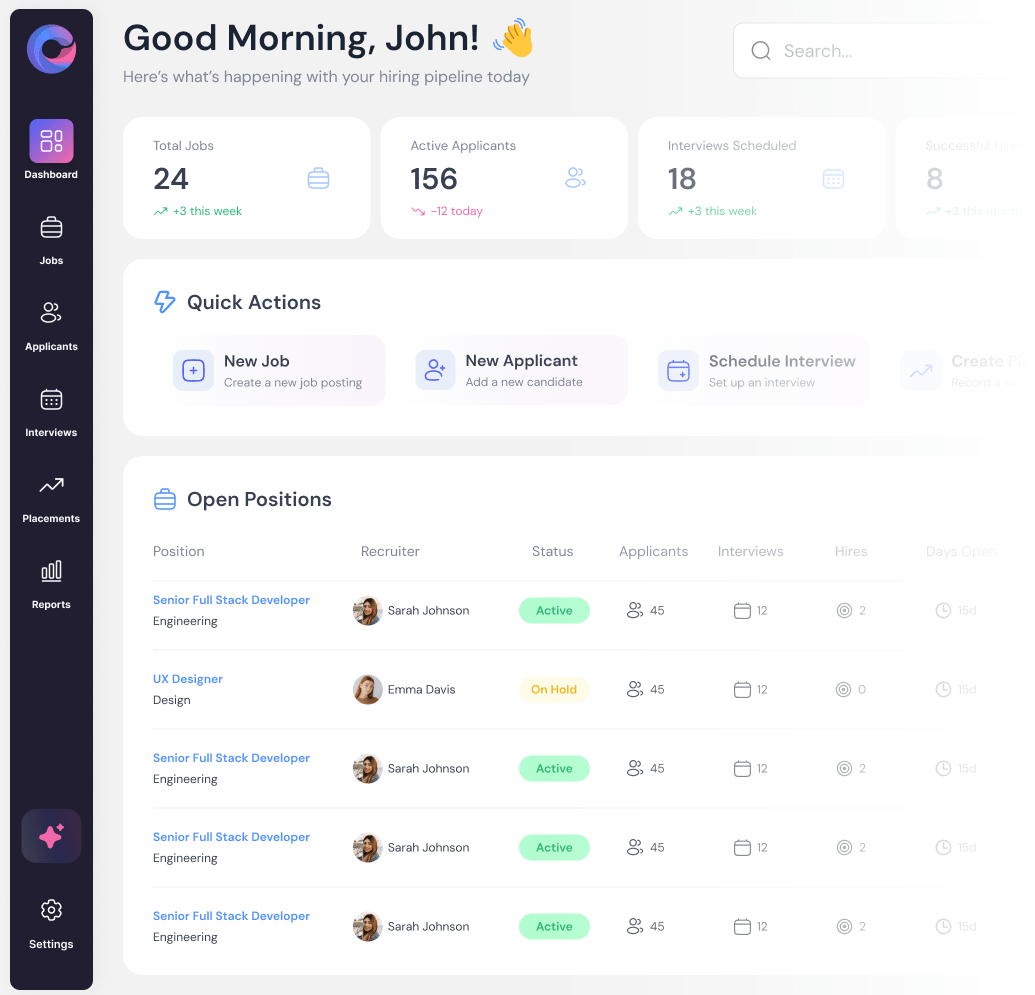 Good Morning, John!
Here's what's happening with your hiring pipeline today
Search...
Dashboard
Jobs
Applicants
Interviews
Placements
Reports
Settings
Total Jobs
24
+3 this week
Active Applicants
156
-12 today
Interviews Scheduled
18
+3 this week
Successful
8
+3 this
Quick Actions
New Job
Create a new job posting
New Applicant
Add a new candidate
Schedule Interview
Set up an interview
Create
Record a
Open Positions
Position Recruiter Status Applicants Interviews Hires Days Open
Senior Full Stack Developer
Engineering
Sarah Johnson Active 45 12 2 15d
UX Designer
Design
Emma Davis On Hold 45 12 0 15d
Senior Full Stack Developer
Engineering
Sarah Johnson Active 45 12 2 15d
Senior Full Stack Developer
Engineering
Sarah Johnson Active 45 12 2 15d
Senior Full Stack Developer
Engineering
Sarah Johnson Active 45 12 2 15d